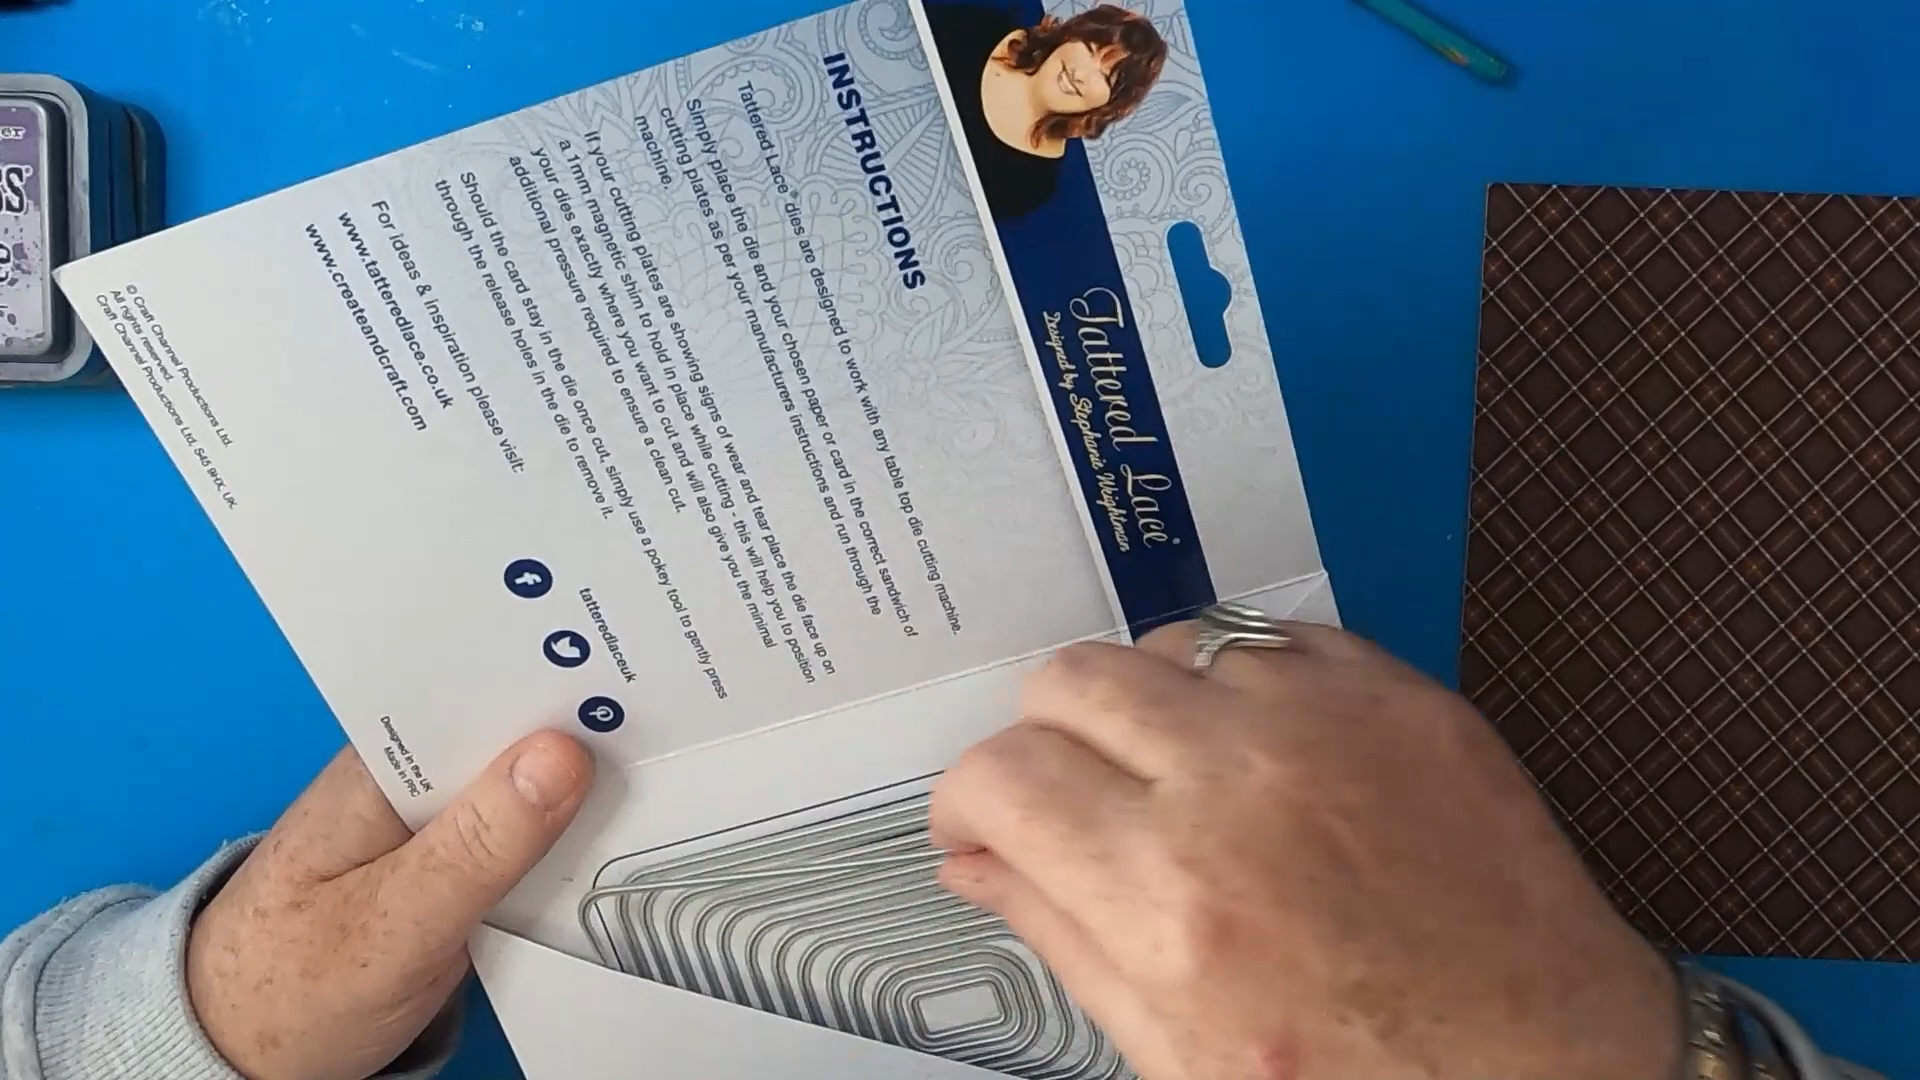 Tattered Lace
Designed by Stephanie Weightman
INSTRUCTIONS
Tattered Lace® dies are designed to work with any table top die cutting machine.
Simply place the die and your chosen paper or card in the correct sandwich of
cutting plates as per your manufacturers instructions and run through the
machine.
If your cutting plates are showing signs of wear and tear place the die face up on
a 1mm magnetic shim to hold in place while cutting - this will help you to position
your dies exactly where you want to cut and will also give you the minimal
additional pressure required to ensure a clean cut.
Should the card stay in the die once cut, simply use a pokey tool to gently press
through the release holes in the die to remove it.
For ideas & inspiration please visit:
www.tatteredlace.co.uk
www.createandcraft.com
tatteredlaceuk
© Craft Channel Productions Ltd.
All rights reserved.
Craft Channel Productions Ltd, S45 9HX, UK.
Designed in the UK
Made in PRC